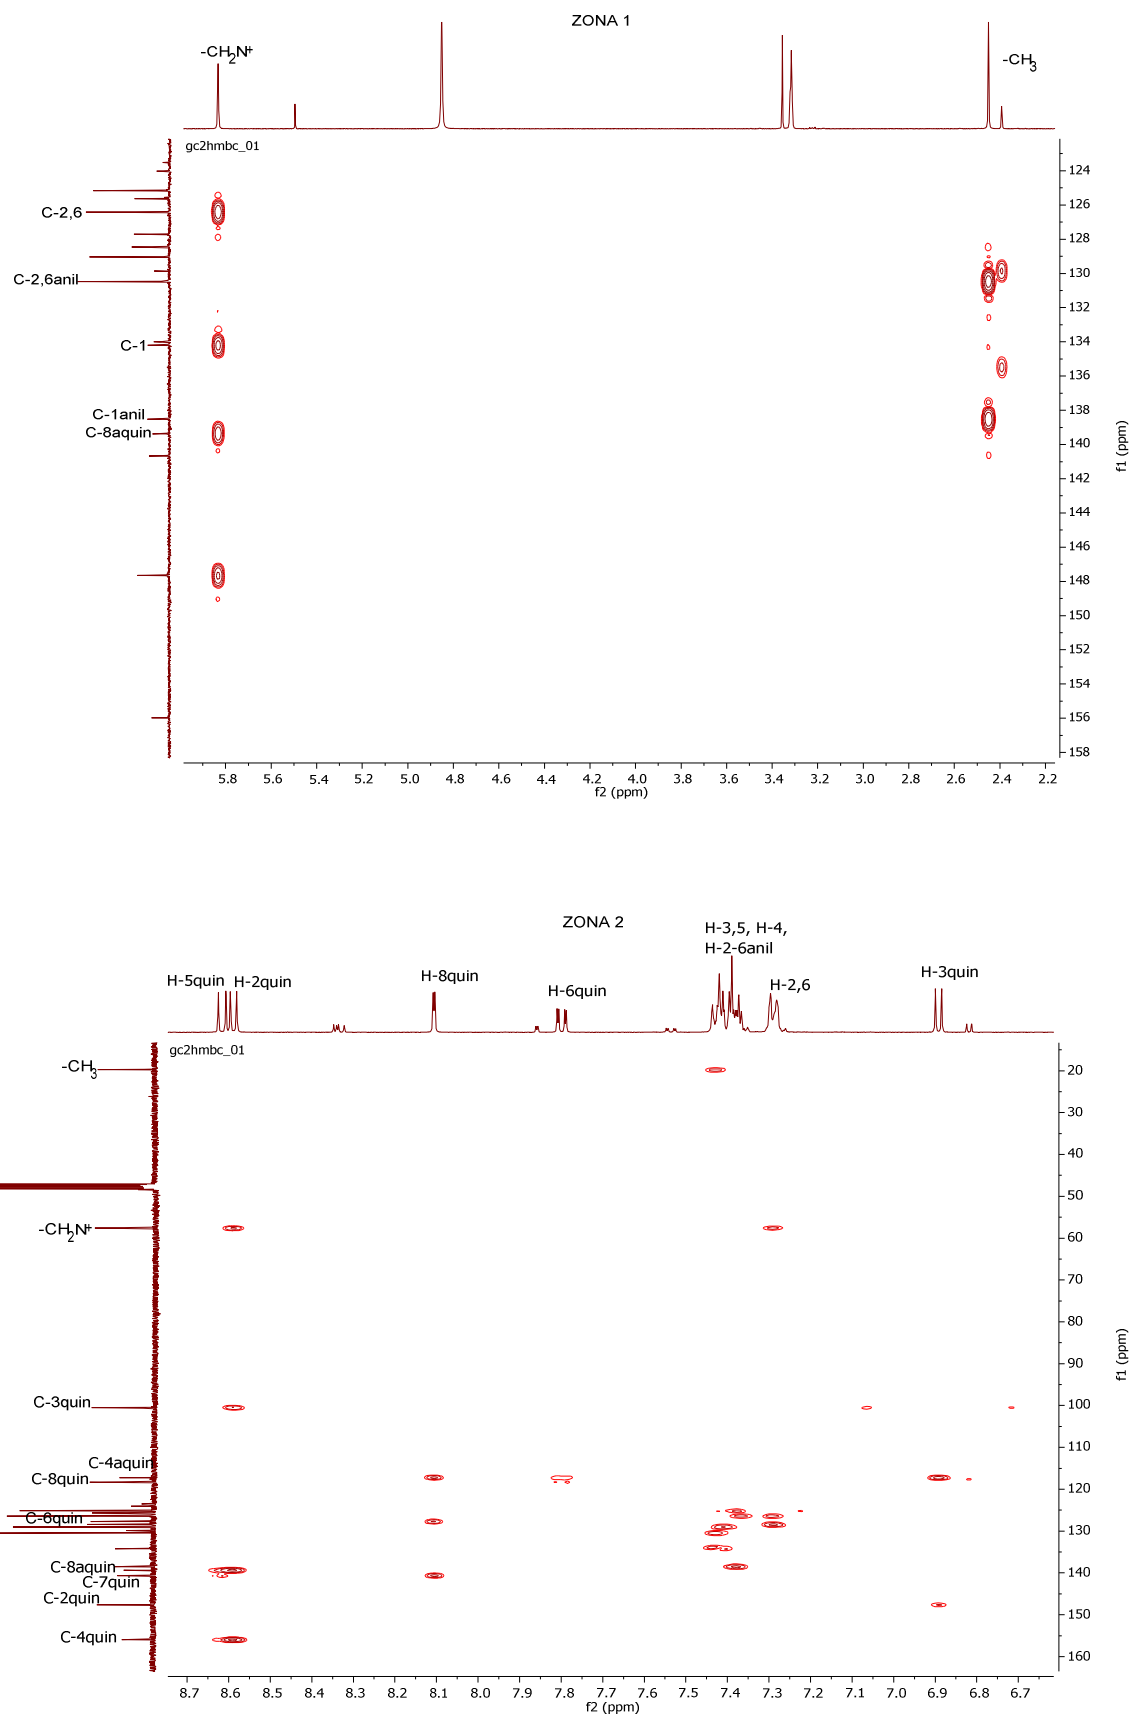 ZONA 1
-CH2N+
-CH3
gc2hmbc_01
C-2,6
C-2,6anil
C-1
C-1anil
C-8aquin
124
126
128
130
132
134
136
138
140
142
144
146
148
150
152
154
156
158
f1 (ppm)
5.8 5.6 5.4 5.2 5.0 4.8 4.6 4.4 4.2 4.0 3.8 3.6 3.4 3.2 3.0 2.8 2.6 2.4 2.2
f2 (ppm)
ZONA 2
H-3,5, H-4,
H-2-6anil
H-5quin H-2quin
H-8quin
H-6quin
H-2,6
H-3quin
gc2hmbc_01
-CH3
-CH2N+
C-3quin
C-4aquin
C-8quin
C-6quin
C-8aquin
C-7quin
C-2quin
C-4quin
20
30
40
50
60
70
80
90
100
110
120
130
140
150
160
f1 (ppm)
8.7 8.6 8.5 8.4 8.3 8.2 8.1 8.0 7.9 7.8 7.7 7.6 7.5 7.4 7.3 7.2 7.1 7.0 6.9 6.8 6.7
f2 (ppm)